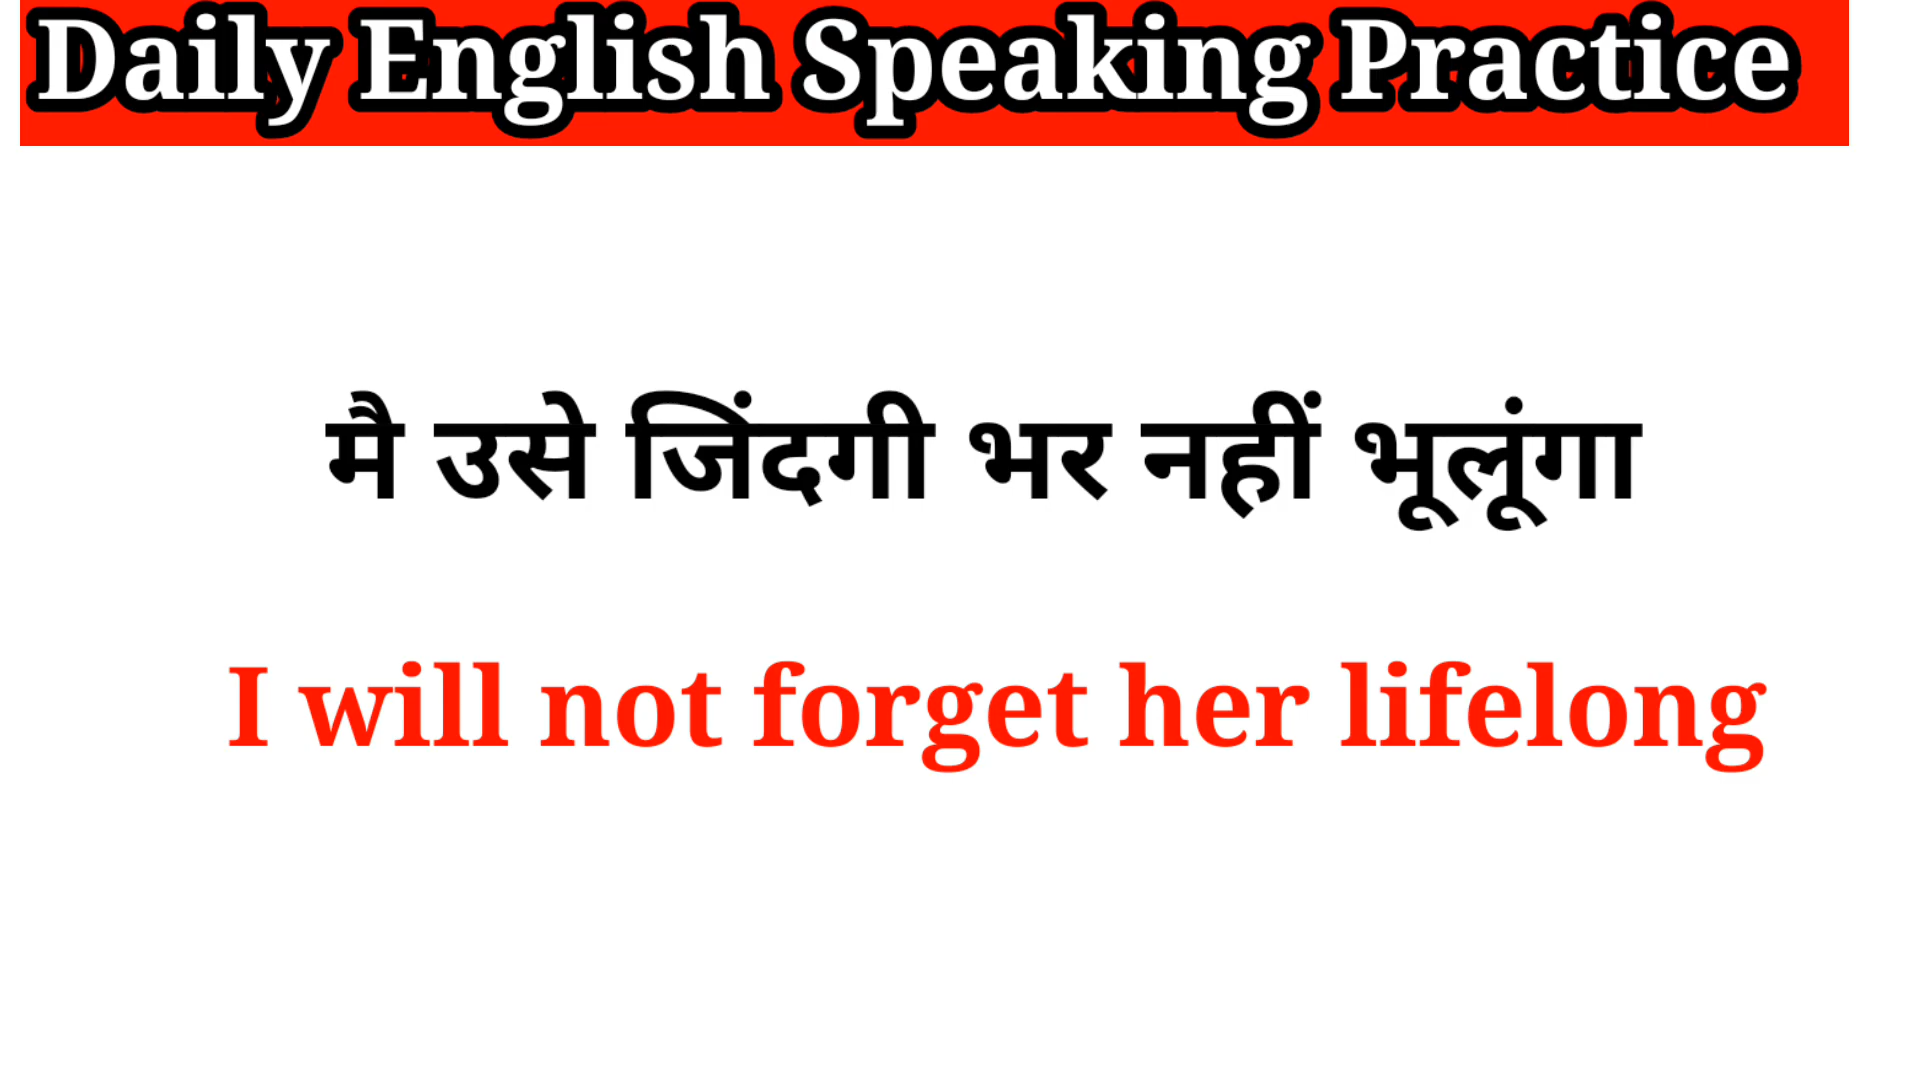 Daily English Speaking Practice
मै उसे जिंदगी भर नहीं भूलूंगा
I will not forget her lifelong